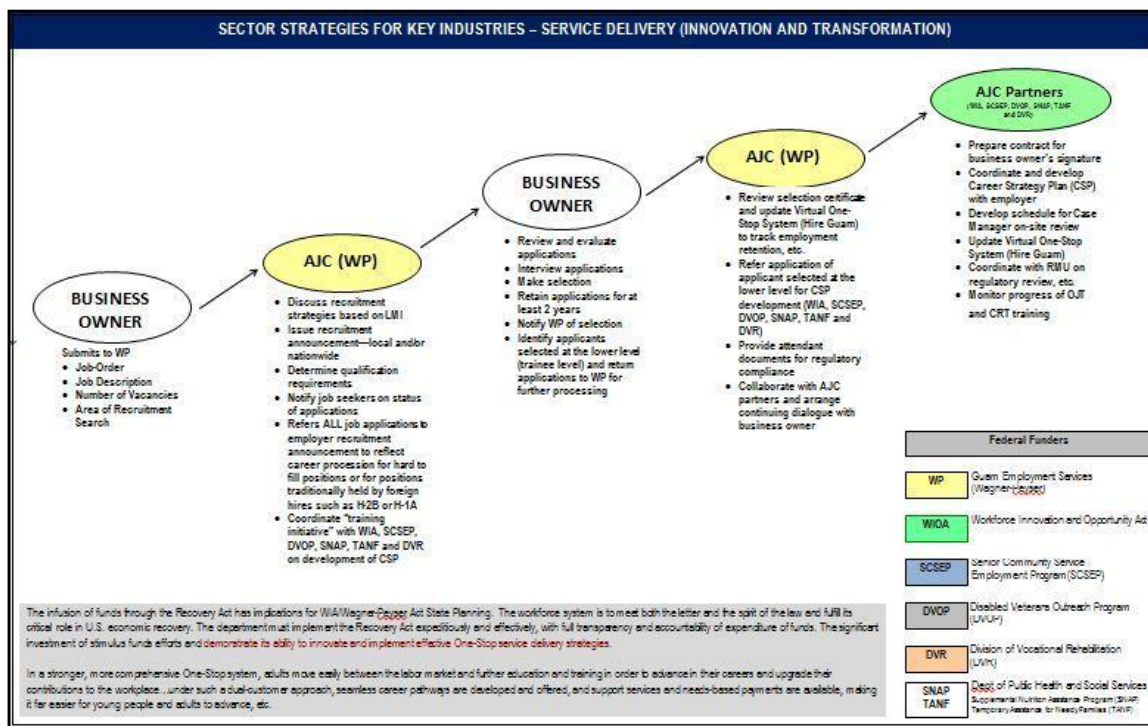 SECTOR STRATEGIES FOR KEY INDUSTRIES – SERVICE DELIVERY (INNOVATION AND TRANSFORMATION)
BUSINESS
OWNER
Submits to WP
• Job-Order
• Job Description
• Number of Vacancies
• Area of Recruitment
Search
AJC (WP)
• Discuss recruitment
strategies based on LMI
• Issue recruitment
announcement—local and/or
nationwide
• Determine qualification
requirements
• Notify job seekers on status
of applications
• Refers ALL job applications to
employer recruitment
announcement to reflect
career procession for hard to
fill positions or for positions
traditionally held by foreign
hires such as H-2B or H-1A
• Coordinate "training
initiative" with WIA, SCSEP,
DVOP, SNAP, TANF and DVR
on development of CSP
BUSINESS
OWNER
• Review and evaluate
applications
• Interview applications
• Make selection
• Retain applications for at
least 2 years
• Notify WP of selection
• Identify applicants
selected at the lower level
(trainee level) and return
applications to WP for
further processing
AJC (WP)
• Review selection certificate
and update Virtual One-
Stop System (Hire Guam)
to track employment
retention, etc.
• Refer application of
applicant selected at the
lower level for CSP
development (WIA, SCSEP,
DVOP, SNAP, TANF and
DVR)
• Provide attendant
documents for regulatory
compliance
• Collaborate with AJC
partners and arrange
continuing dialogue with
business owner
AJC Partners
(WIA, SCSEP, DVOP, SNAP, TANF
and DVR)
• Prepare contract for
business owner's signature
• Coordinate and develop
Career Strategy Plan (CSP)
with employer
• Develop schedule for Case
Manager on-site review
• Update Virtual One-Stop
System (Hire Guam)
• Coordinate with RMU on
regulatory review, etc.
• Monitor progress of OJT
and CRT training
Federal Funders
WP
Guam Employment Services
(Wagner-Peyser)
WIOA
Workforce Innovation and Opportunity Act
SCSEP
Senior Community Service
Employment Program (SCSEP)
DVOP
Disabled Veterans Outreach Program
(DVOP)
DVR
Division of Vocational Rehabilitation
(DVR)
SNAP
TANF
Dept of Public Health and Social Services
Supplemental Nutrition Assistance Program (SNAP)
Temporary Assistance for Needy Families (TANF)
The infusion of funds through the Recovery Act has implications for WIA/Wagner-Peyser Act State Planning. The workforce system is to meet both the letter and the spirit of the law and fulfill its
critical role in U.S. economic recovery. The department must implement the Recovery Act expeditiously and effectively, with full transparency and accountability of expenditure of funds. The significant
investment of stimulus funds efforts and demonstrate its ability to innovate and implement effective One-Stop service delivery strategies.
In a stronger, more comprehensive One-Stop system, adults move easily between the labor market and further education and training in order to advance in their careers and upgrade their
contributions to the workplace…under such a dual-customer approach, seamless career pathways are developed and offered, and support services and needs-based payments are available, making
it far easier for young people and adults to advance, etc.